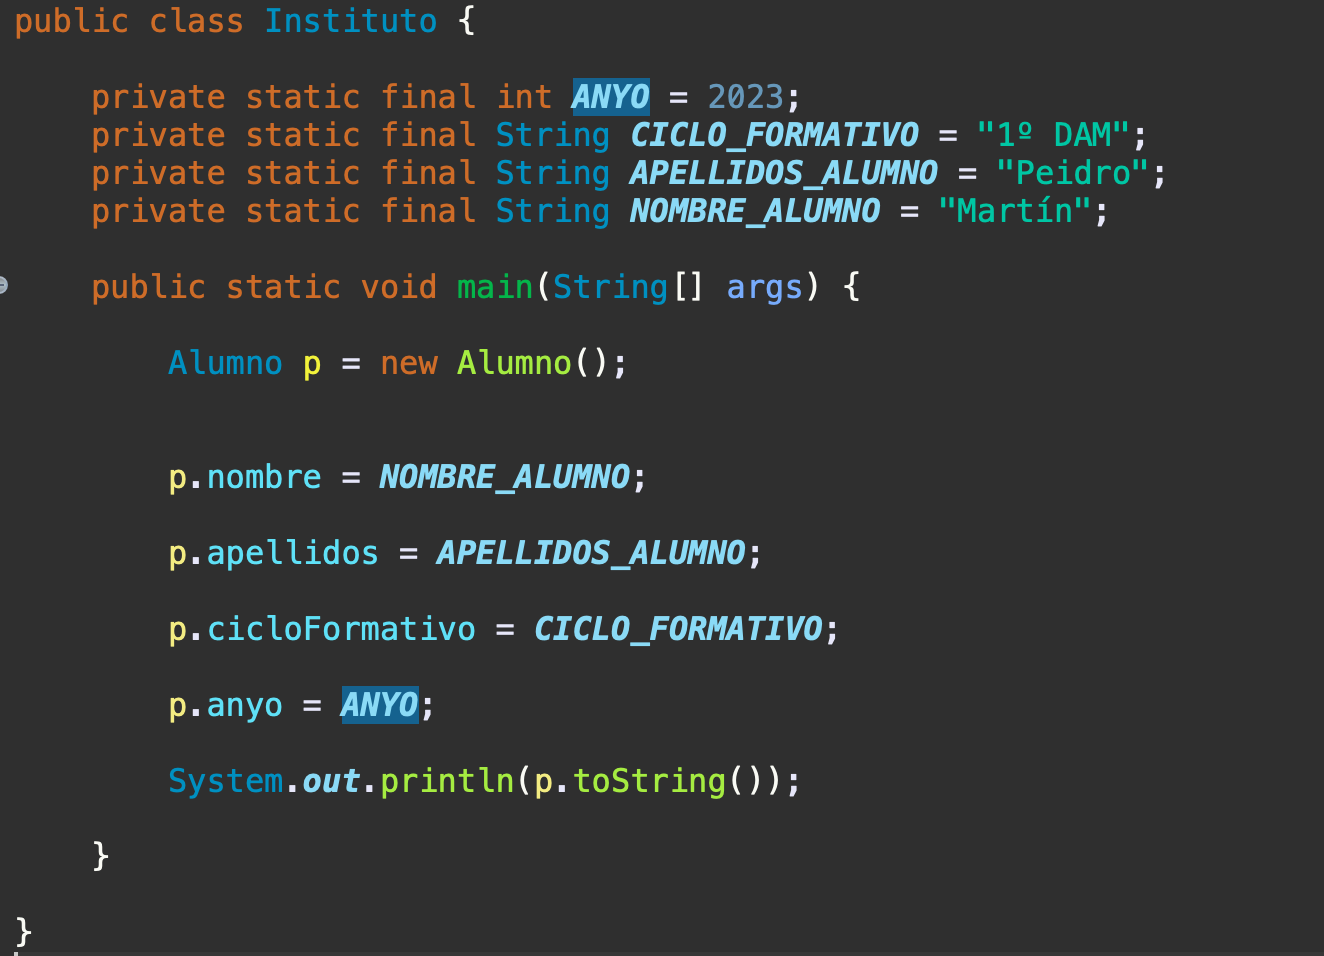 public class Instituto {
private static final int ANYO = 2023;
private static final String CICLO_FORMATIVO = "1º DAM";
private static final String APELLIDOS_ALUMNO = "Peidro";
private static final String NOMBRE_ALUMNO = "Martín";
public static void main(String[] args) {
Alumno p = new Alumno();
p.nombre = NOMBRE_ALUMNO;
p.apellidos = APELLIDOS_ALUMNO;
p.cicloFormativo = CICLO_FORMATIVO;
p.anyo = ANYO;
System.out.println(p.toString());
}
}